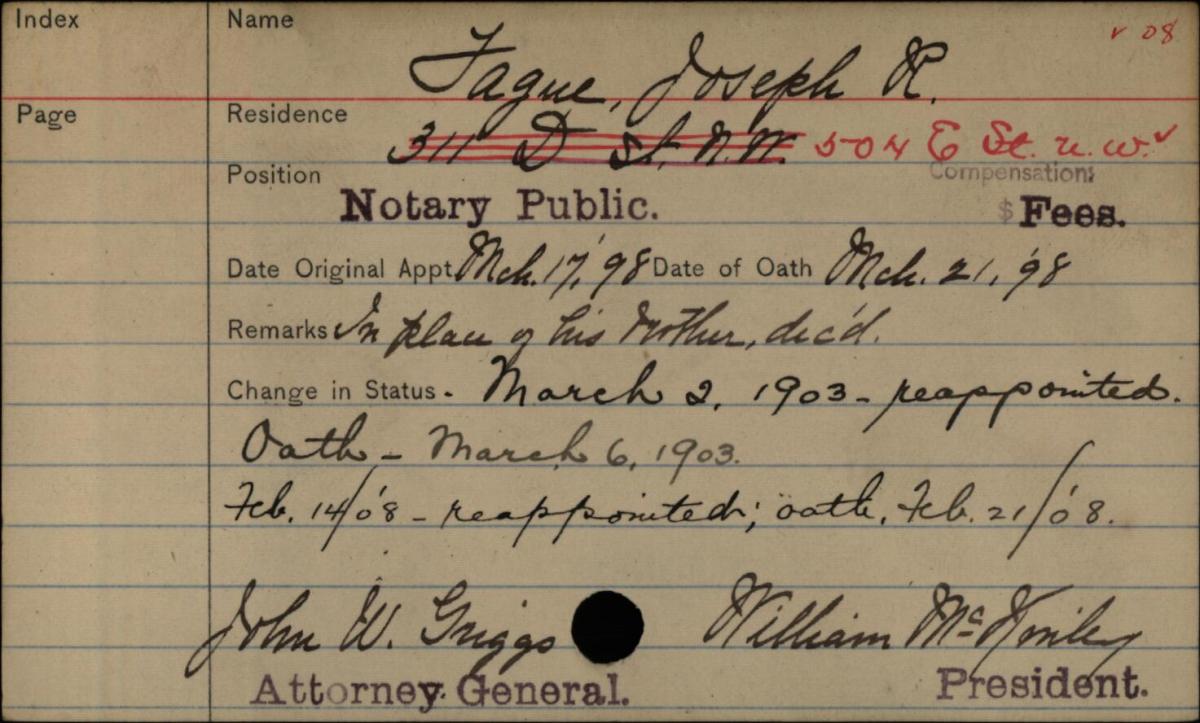 Index Name v 08
Fague, Joseph R.
Page Residence
311 D St. N.W. 504 E St. n.w. v
Position Compensation:
Notary Public. $ Fees.
Date Original Appt. Mch. 17, '98 Date of Oath Mch. 21, '98
Remarks In place of his Mother, dec'd.
Change in Status. March 2, 1903 - reappointed.
Oath - March 6, 1903.
Feb. 14/'08 - reappointed; oath, Feb. 21/'08.
John W. Griggs William McKinley
Attorney General. President.